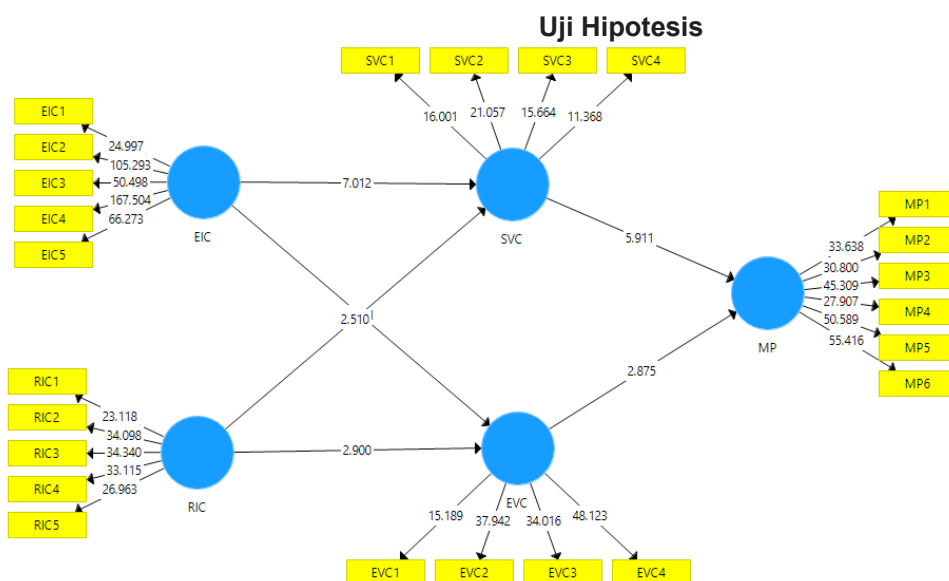 Uji Hipotesis
SVC1
SVC2
SVC3
SVC4
16.001
21.057
15.664
11.368
EIC1
EIC2
EIC3
EIC4
EIC5
24.997
105.293
50.498
167.504
66.273
EIC
7.012
SVC
5.911
MP1
MP2
MP3
MP4
MP5
MP6
33.638
30.800
45.309
27.907
50.589
55.416
MP
2.510
2.875
RIC1
RIC2
RIC3
RIC4
RIC5
23.118
34.098
34.340
33.115
26.963
RIC
2.900
EVC
15.189
37.942
34.016
48.123
EVC1
EVC2
EVC3
EVC4